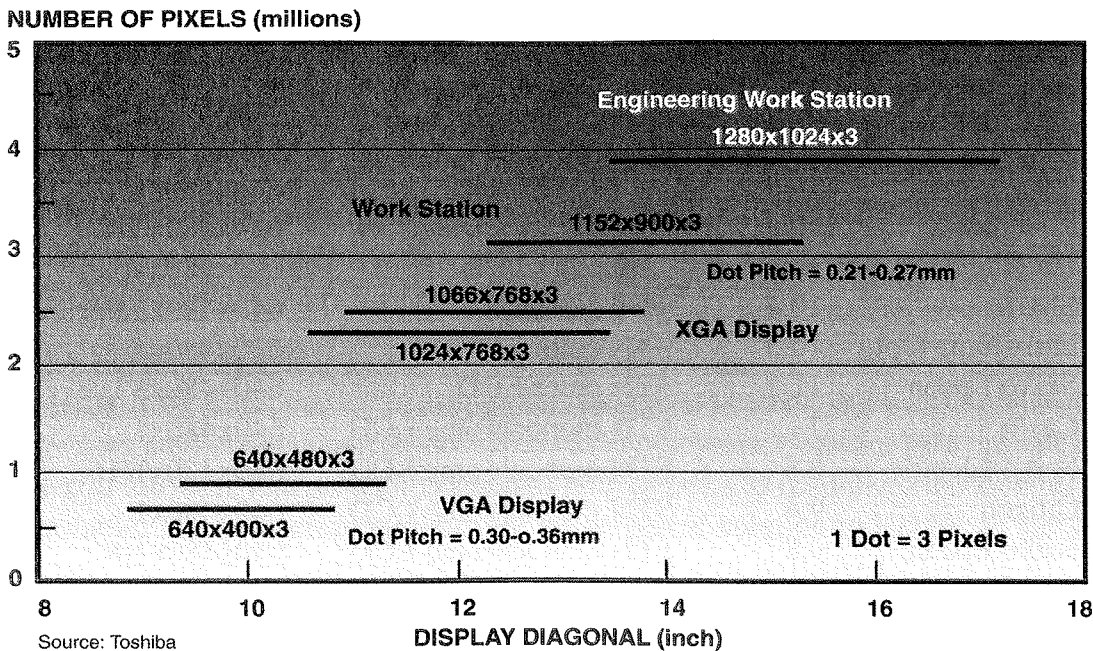 NUMBER OF PIXELS (millions)
5
Engineering Work Station
1280x1024x3
4
Work Station
1152x900x3
3
Dot Pitch = 0.21-0.27mm
1066x768x3
XGA Display
1024x768x3
2
640x480x3
1
VGA Display
640x400x3
Dot Pitch = 0.30-o.36mm
1 Dot = 3 Pixels
0
8 10 12 14 16 18
Source: Toshiba
DISPLAY DIAGONAL (inch)